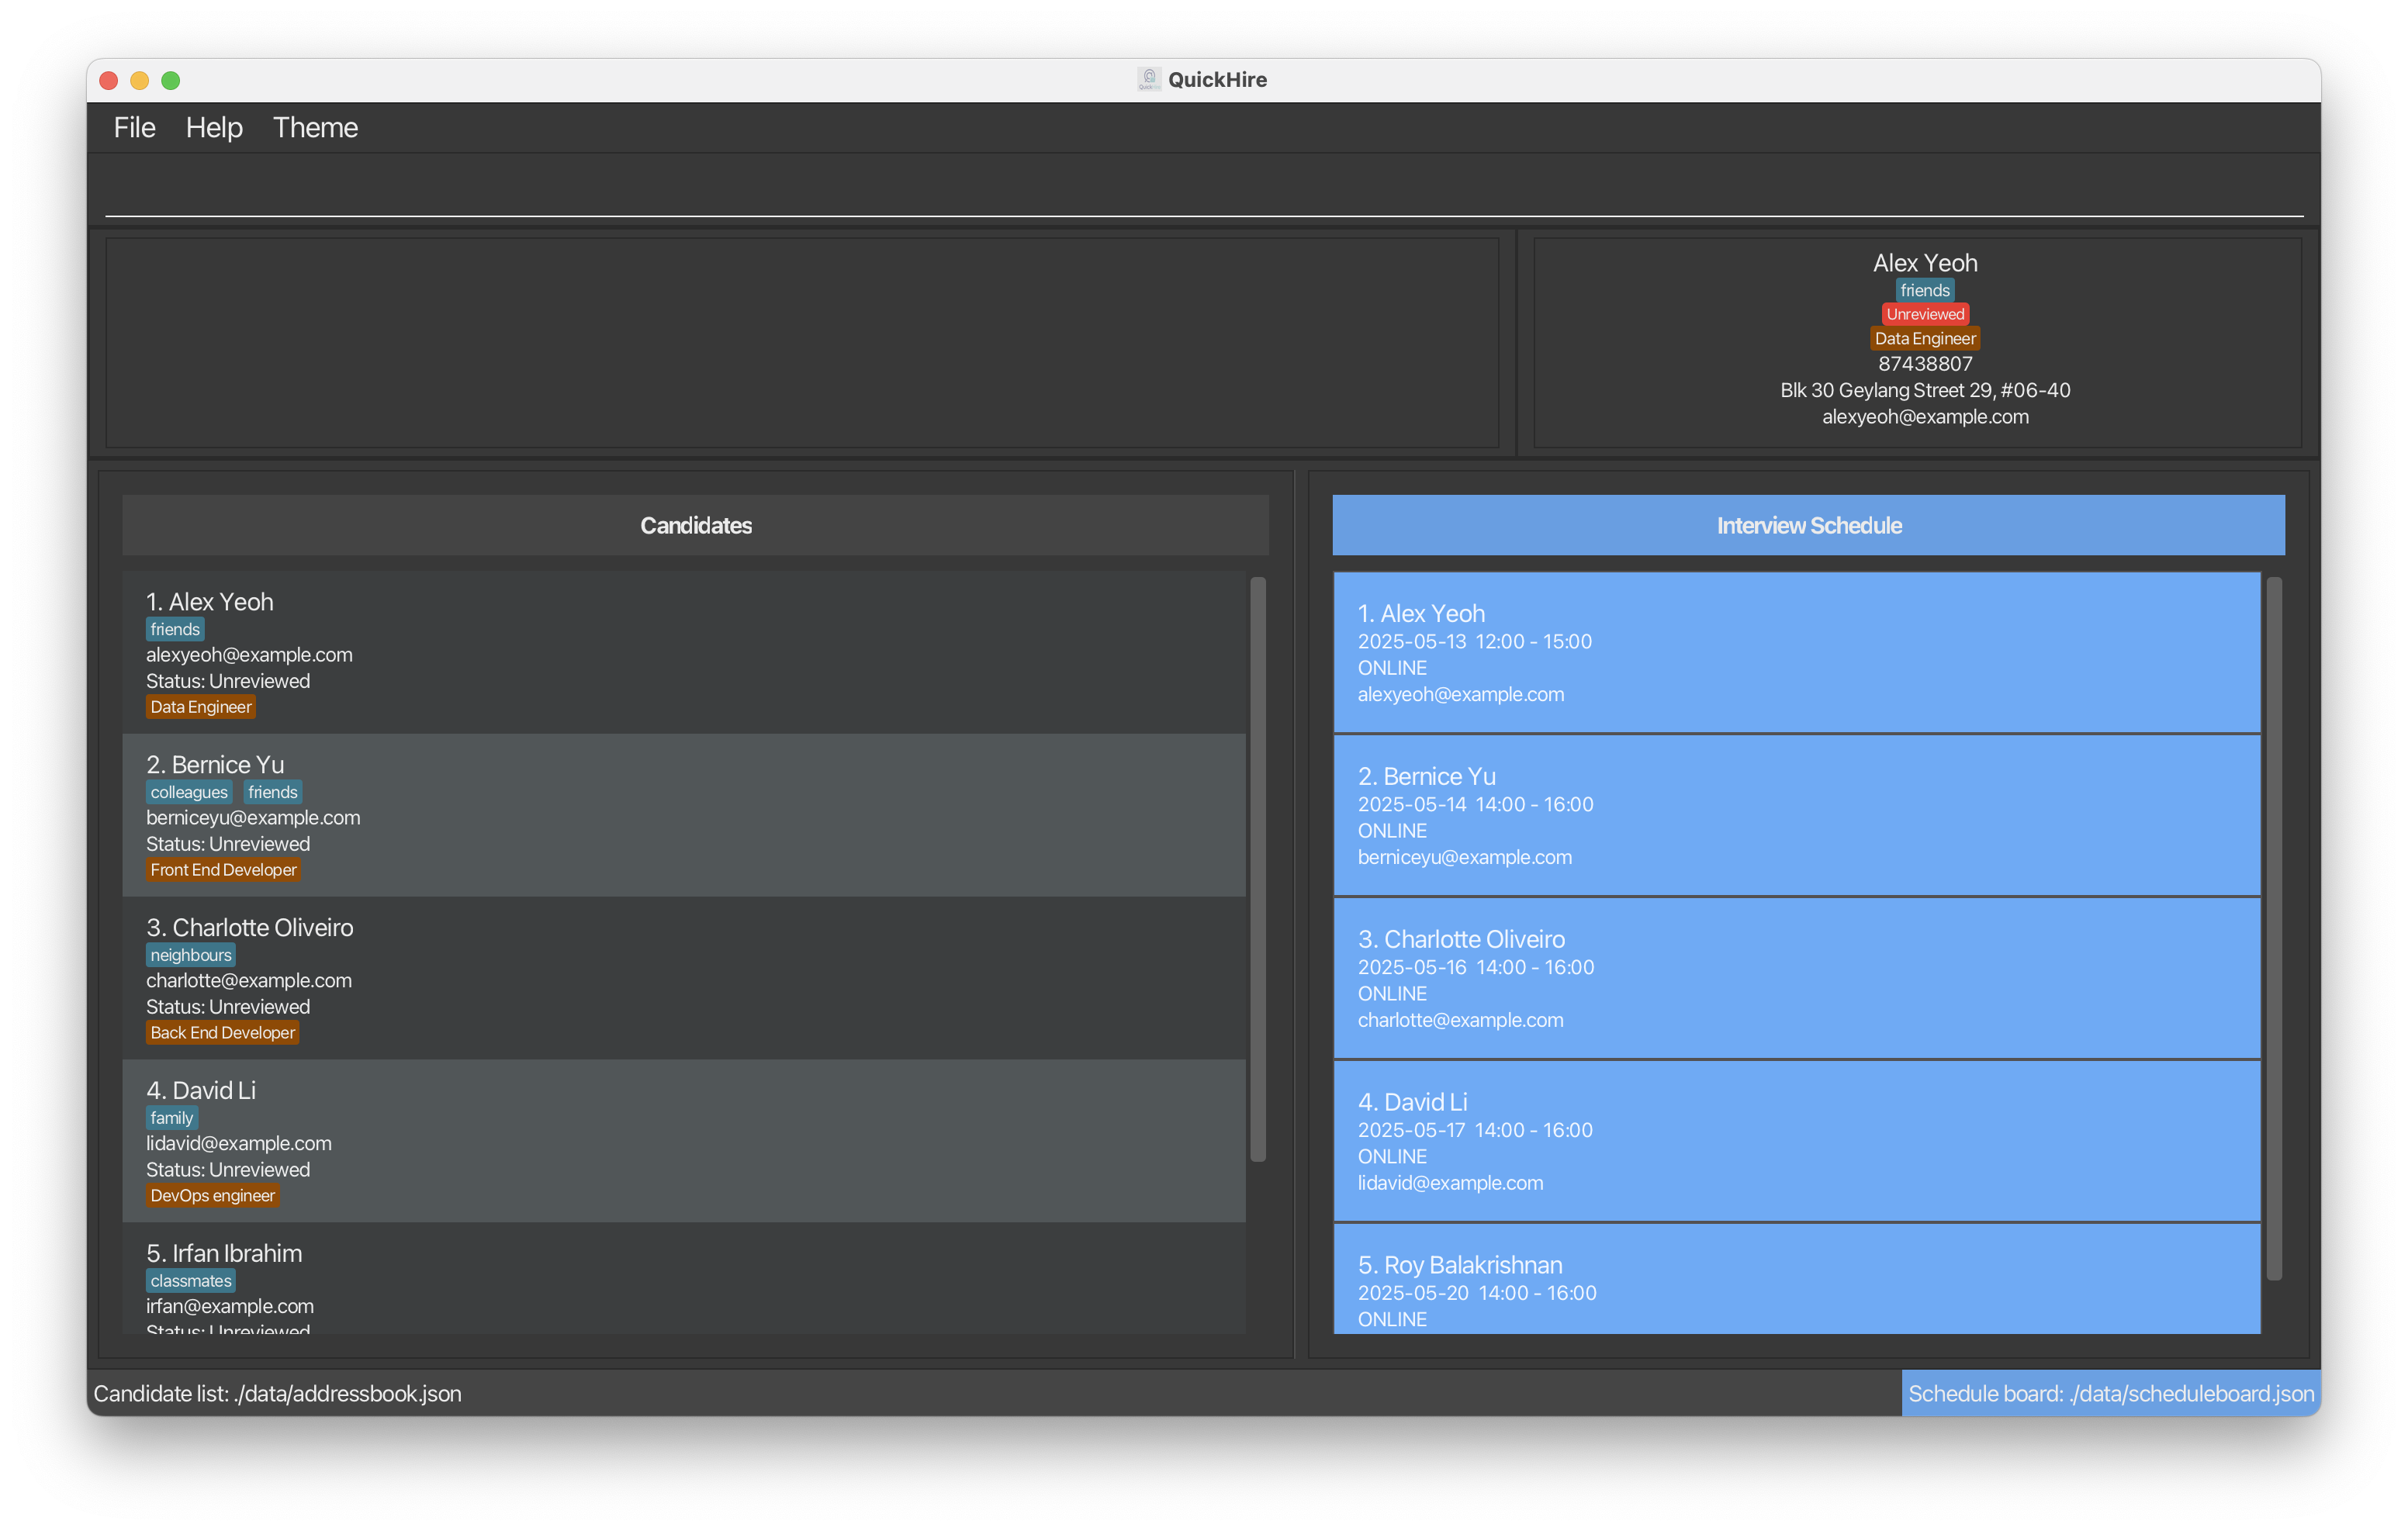 QuickHire
File Help Theme
Alex Yeoh
friends
Unreviewed
Data Engineer
87438807
Blk 30 Geylang Street 29, #06-40
alexyeoh@example.com
Candidates
1. Alex Yeoh
friends
alexyeoh@example.com
Status: Unreviewed
Data Engineer
2. Bernice Yu
colleagues friends
berniceyu@example.com
Status: Unreviewed
Front End Developer
3. Charlotte Oliveiro
neighbours
charlotte@example.com
Status: Unreviewed
Back End Developer
4. David Li
family
lidavid@example.com
Status: Unreviewed
DevOps engineer
5. Irfan Ibrahim
classmates
irfan@example.com
Status: Unreviewed
Interview Schedule
1. Alex Yeoh
2025-05-13 12:00 - 15:00
ONLINE
alexyeoh@example.com
2. Bernice Yu
2025-05-14 14:00 - 16:00
ONLINE
berniceyu@example.com
3. Charlotte Oliveiro
2025-05-16 14:00 - 16:00
ONLINE
charlotte@example.com
4. David Li
2025-05-17 14:00 - 16:00
ONLINE
lidavid@example.com
5. Roy Balakrishnan
2025-05-20 14:00 - 16:00
ONLINE
Candidate list: ./data/addressbook.json
Schedule board: ./data/scheduleboard.json